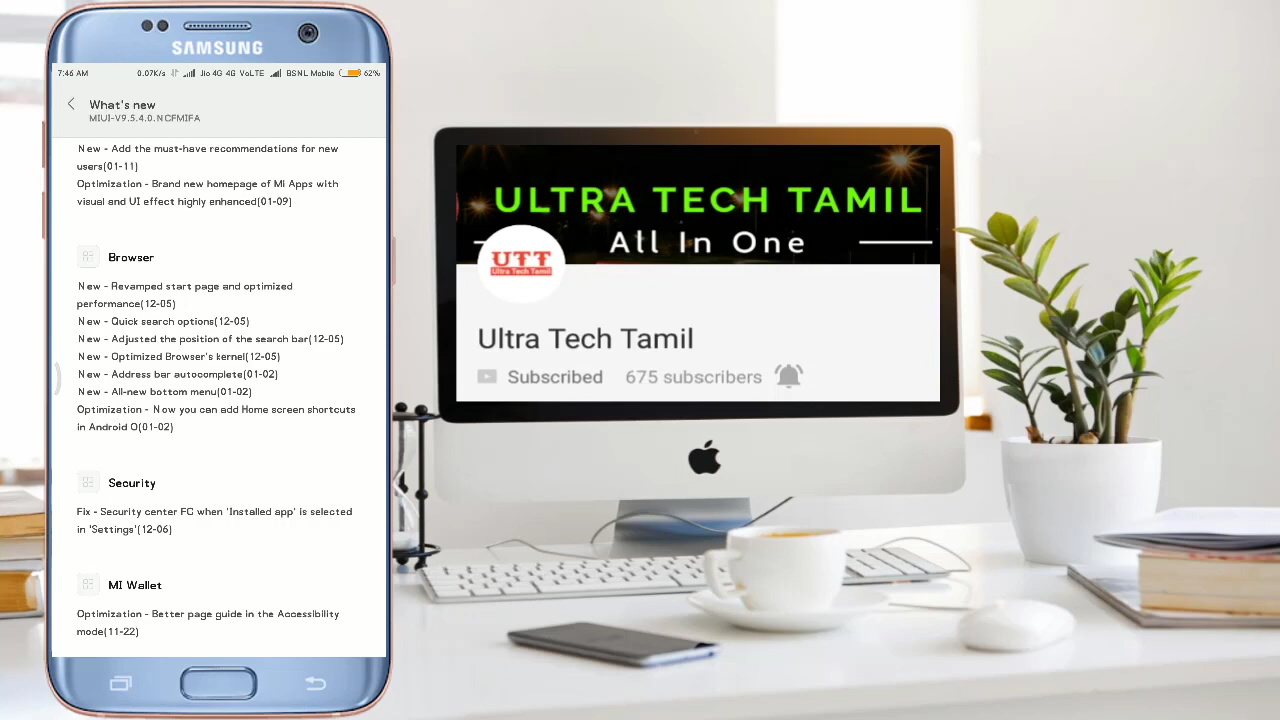 SAMSUNG
7:46 AM 0.07K/s Jio 4G 4G VoLTE BSNL Mobile 62%
What's new
MIUI-V9.5.4.0.NCFMIFA
New - Add the must-have recommendations for new
users(01-11)
Optimization - Brand new homepage of Mi Apps with
visual and UI effect highly enhanced(01-09)
Browser
New - Revamped start page and optimized
performance(12-05)
New - Quick search options(12-05)
New - Adjusted the position of the search bar(12-05)
New - Optimized Browser's kernel(12-05)
New - Address bar autocomplete(01-02)
New - All-new bottom menu(01-02)
Optimization - Now you can add Home screen shortcuts
in Android O(01-02)
Security
Fix - Security center FC when 'Installed app' is selected
in 'Settings'(12-06)
MI Wallet
Optimization - Better page guide in the Accessibility
mode(11-22)
ULTRA TECH TAMIL
All In One
UTT
Ultra Tech Tamil
Ultra Tech Tamil
Subscribed 675 subscribers